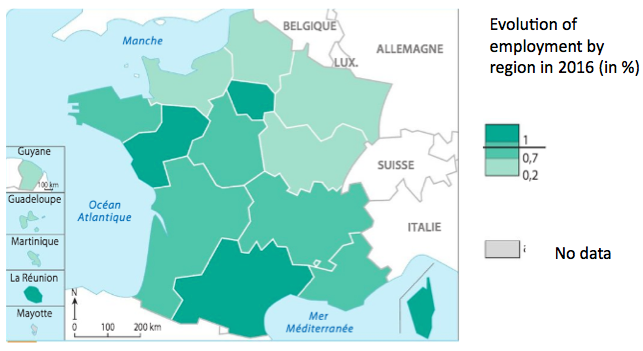 Evolution of
employment by
region in 2016 (in %)
BELGIQUE
Manche
ALLEMAGNE
LUX.
1
0,7
0,2
Guyane
100 km
SUISSE
Guadeloupe
Océan
Atlantique
ITALIE
Martinique
No data
La Réunion
N
Mayotte
Mer
Méditerranée
0 100 200 km